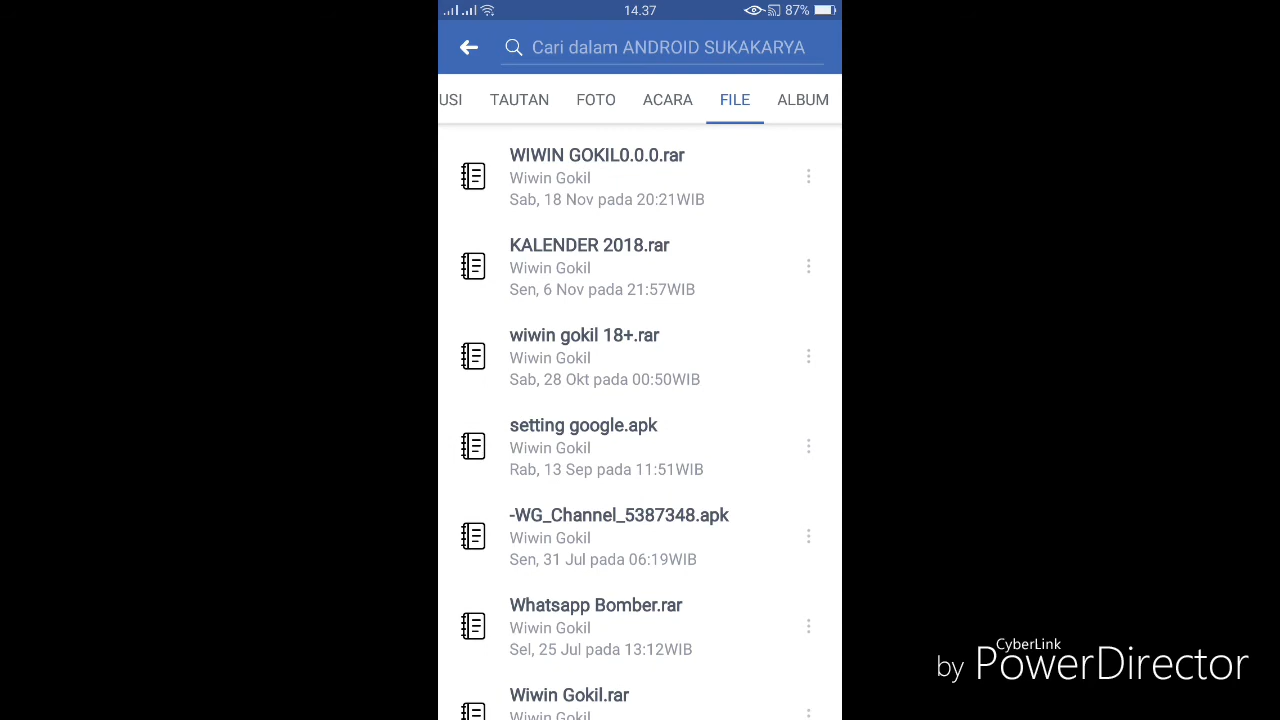 14.37
87%
Cari dalam ANDROID SUKAKARYA
USI TAUTAN FOTO ACARA FILE ALBUM
WIWIN GOKIL0.0.0.rar
Wiwin Gokil
Sab, 18 Nov pada 20:21WIB
KALENDER 2018.rar
Wiwin Gokil
Sen, 6 Nov pada 21:57WIB
wiwin gokil 18+.rar
Wiwin Gokil
Sab, 28 Okt pada 00:50WIB
setting google.apk
Wiwin Gokil
Rab, 13 Sep pada 11:51WIB
-WG_Channel_5387348.apk
Wiwin Gokil
Sen, 31 Jul pada 06:19WIB
Whatsapp Bomber.rar
Wiwin Gokil
Sel, 25 Jul pada 13:12WIB
Wiwin Gokil.rar
Wiwin Gokil
CyberLink
by PowerDirector